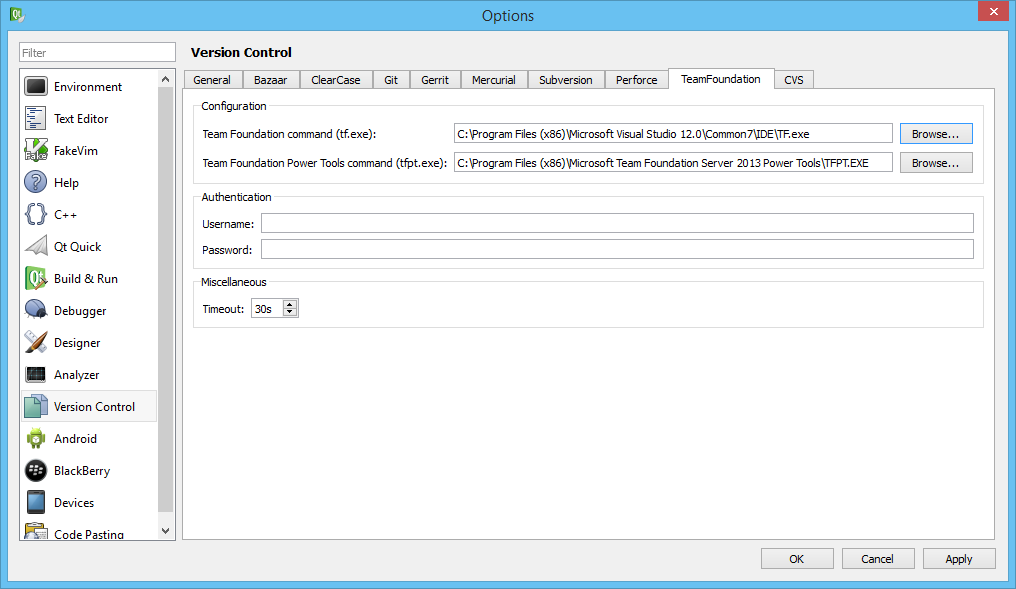 Options
Filter
Environment
Text Editor
FakeVim
Help
C++
Qt Quick
Build & Run
Debugger
Designer
Analyzer
Version Control
Android
BlackBerry
Devices
Code Pasting
Version Control
General Bazaar ClearCase Git Gerrit Mercurial Subversion Perforce TeamFoundation CVS
Configuration
Team Foundation command (tf.exe): C:\Program Files (x86)\Microsoft Visual Studio 12.0\Common7\IDE\TF.exe Browse...
Team Foundation Power Tools command (tfpt.exe): C:\Program Files (x86)\Microsoft Team Foundation Server 2013 Power Tools\TFPT.EXE Browse...
Authentication
Username:
Password:
Miscellaneous
Timeout: 30s
OK Cancel Apply